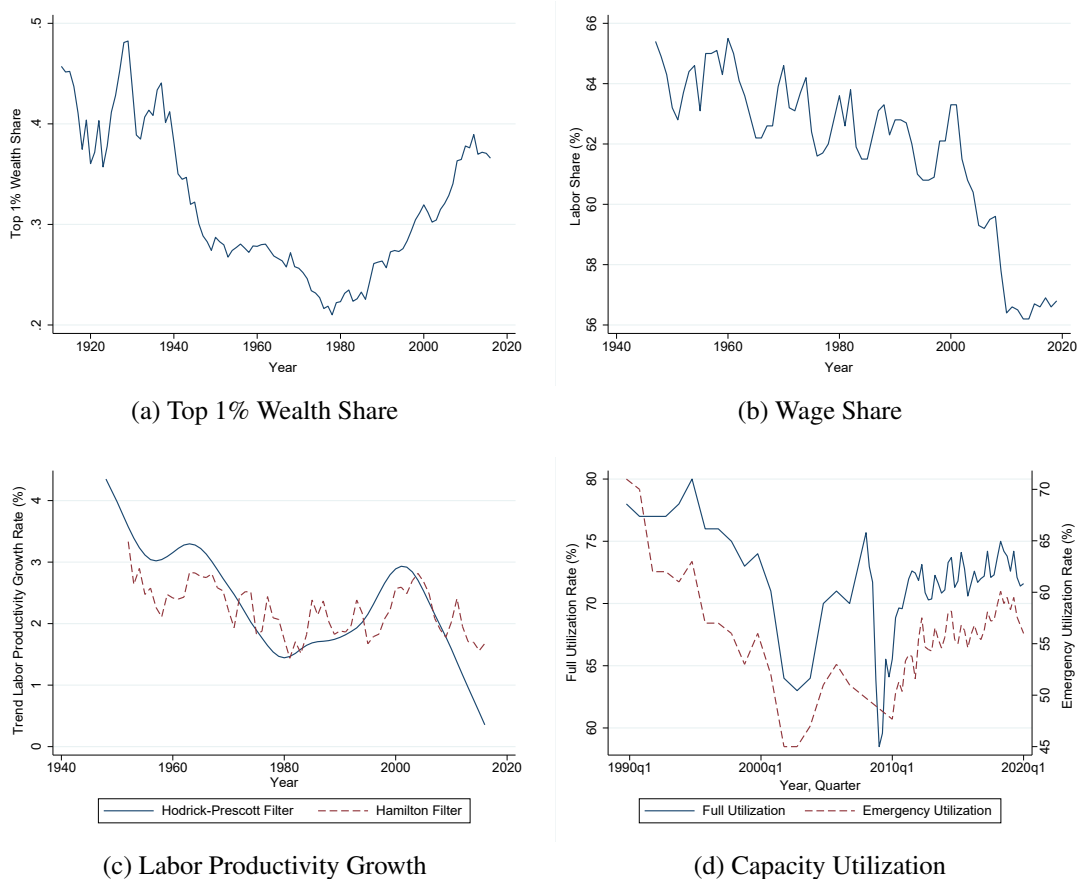 .5
.4
.3
.2
Top 1% Wealth Share
1920 1940 1960 1980 2000 2020
Year
(a) Top 1% Wealth Share
66
64
62
60
58
56
Labor Share (%)
1940 1960 1980 2000 2020
Year
(b) Wage Share
4
3
2
1
0
Trend Labor Productivity Growth Rate (%)
1940 1960 1980 2000 2020
Year
Hodrick-Prescott Filter Hamilton Filter
(c) Labor Productivity Growth
80
75
70
65
60
Full Utilization Rate (%)
70
65
60
55
50
45
Emergency Utilization Rate (%)
1990q1 2000q1 2010q1 2020q1
Year, Quarter
Full Utilization Emergency Utilization
(d) Capacity Utilization